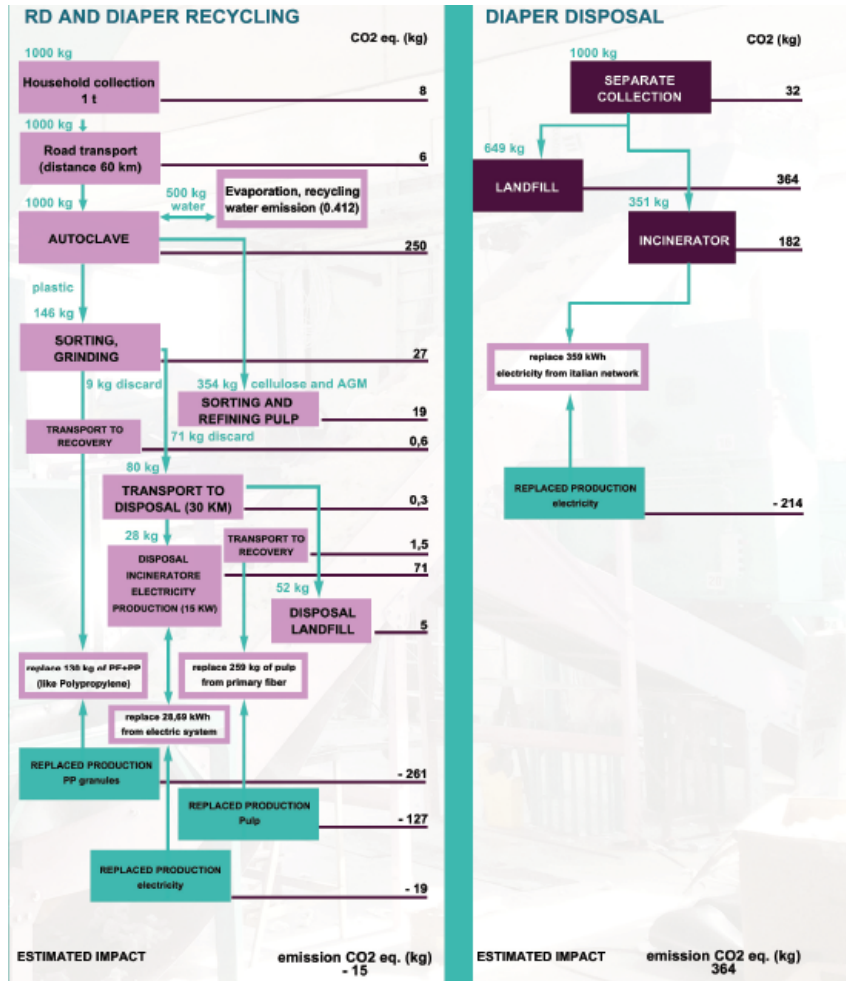 RD AND DIAPER RECYCLING
CO2 eq. (kg)
1000 kg
Household collection
1 t
8
1000 kg
Road transport
(distance 60 km)
6
1000 kg
500 kg
water
Evaporation, recycling
water emission (0.412)
AUTOCLAVE
250
plastic
146 kg
SORTING,
GRINDING
27
9 kg discard
354 kg cellulose and AGM
SORTING AND
REFINING PULP
19
71 kg discard
TRANSPORT TO
RECOVERY
0,6
80 kg
TRANSPORT TO
DISPOSAL (30 KM)
0,3
28 kg
TRANSPORT TO
RECOVERY
1,5
DISPOSAL
INCINERATORE
ELECTRICITY
PRODUCTION (15 KW)
71
52 kg
DISPOSAL
LANDFILL
5
replace 130 kg of PE+PP
(like Polypropylene)
replace 259 kg of pulp
from primary fiber
replace 28,69 kWh
from electric system
REPLACED PRODUCTION
PP granules
- 261
REPLACED PRODUCTION
Pulp
- 127
REPLACED PRODUCTION
electricity
- 19
ESTIMATED IMPACT
emission CO2 eq. (kg)
- 15
DIAPER DISPOSAL
CO2 (kg)
1000 kg
SEPARATE
COLLECTION
32
649 kg
LANDFILL
364
351 kg
INCINERATOR
182
replace 359 kWh
electricity from italian network
REPLACED PRODUCTION
electricity
- 214
ESTIMATED IMPACT
emission CO2 eq. (kg)
364